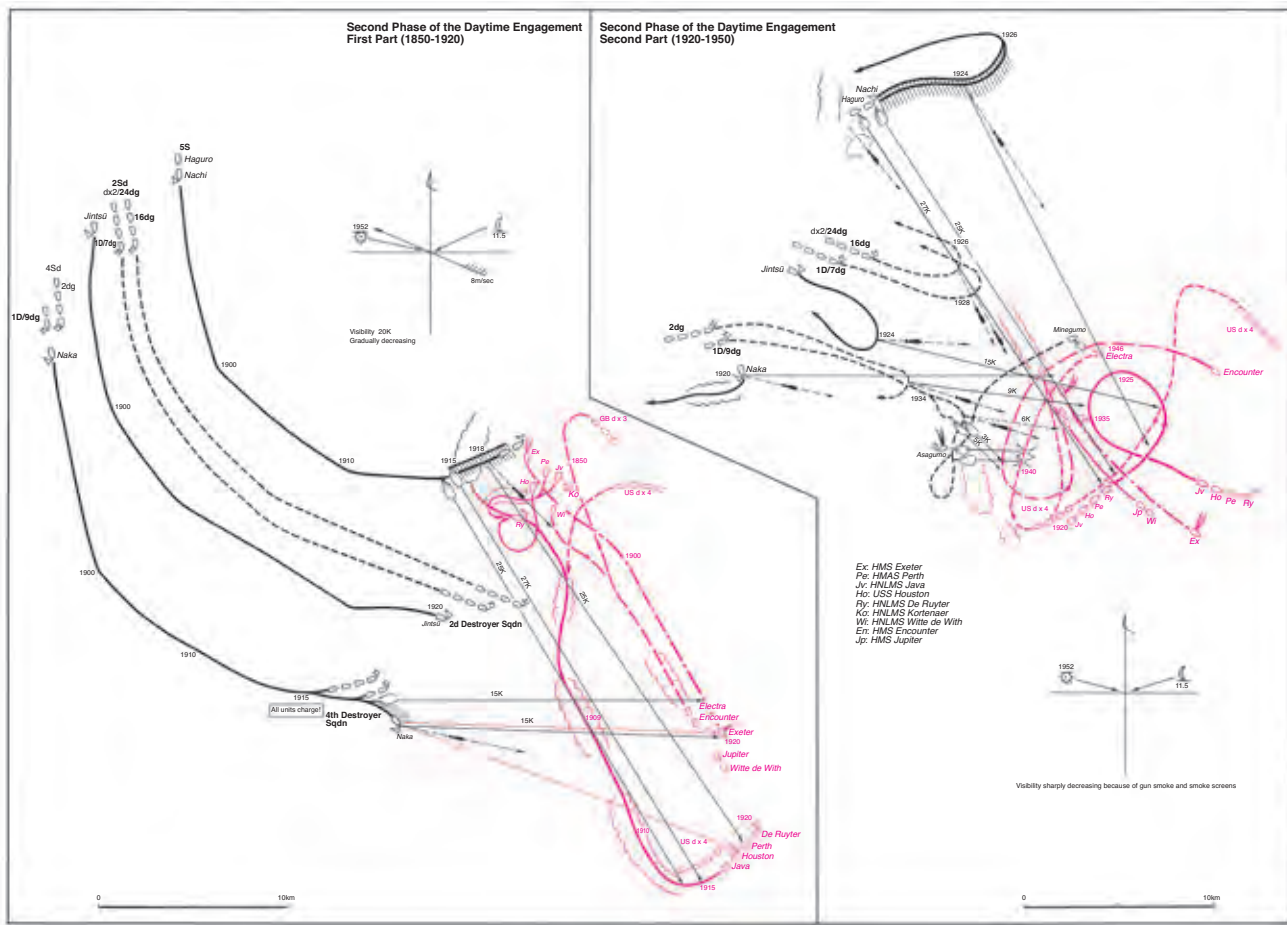 Second Phase of the Daytime Engagement
First Part (1850-1920)
5S
Haguro
Nachi
2Sd
dx2/24dg
16dg
Jintsū
1D/7dg
4Sd
2dg
1D/9dg
Naka
1952
11.5
8m/sec
Visibility 20K
Gradually decreasing
1900
1900
1900
1910
1910
1915
1918
Ex
Pe
Ho
Jv
Ko
Wi
Ry
1850
GB d x 3
US d x 4
1900
25K
27K
25K
1920
Jintsū
2d Destroyer Sqdn
1915
All units charge!
4th Destroyer
Sqdn
Naka
15K
15K
1909
Electra
Encounter
Exeter
1920
Jupiter
Witte de With
1910
US d x 4
1920
De Ruyter
Perth
Houston
Java
1915
0
10km
Second Phase of the Daytime Engagement
Second Part (1920-1950)
1926
1924
Nachi
Haguro
27K
25K
dx2/24dg
16dg
1D/7dg
Jintsū
1926
1928
1924
2dg
1D/9dg
Naka
1920
1934
15K
9K
6K
Minegumo
Asagumo
3K
US d x 4
1946
Electra
Encounter
1925
1935
1940
US d x 4
1920
Jv
Ho
Pe
Ry
Jp
Wi
Ex
Jv
Ho
Pe
Ry
Ex: HMS Exeter
Pe: HMAS Perth
Jv: HNLMS Java
Ho: USS Houston
Ry: HNLMS De Ruyter
Ko: HNLMS Kortenaer
Wi: HNLMS Witte de With
En: HMS Encounter
Jp: HMS Jupiter
1952
11.5
Visibility sharply decreasing because of gun smoke and smoke screens
0
10km